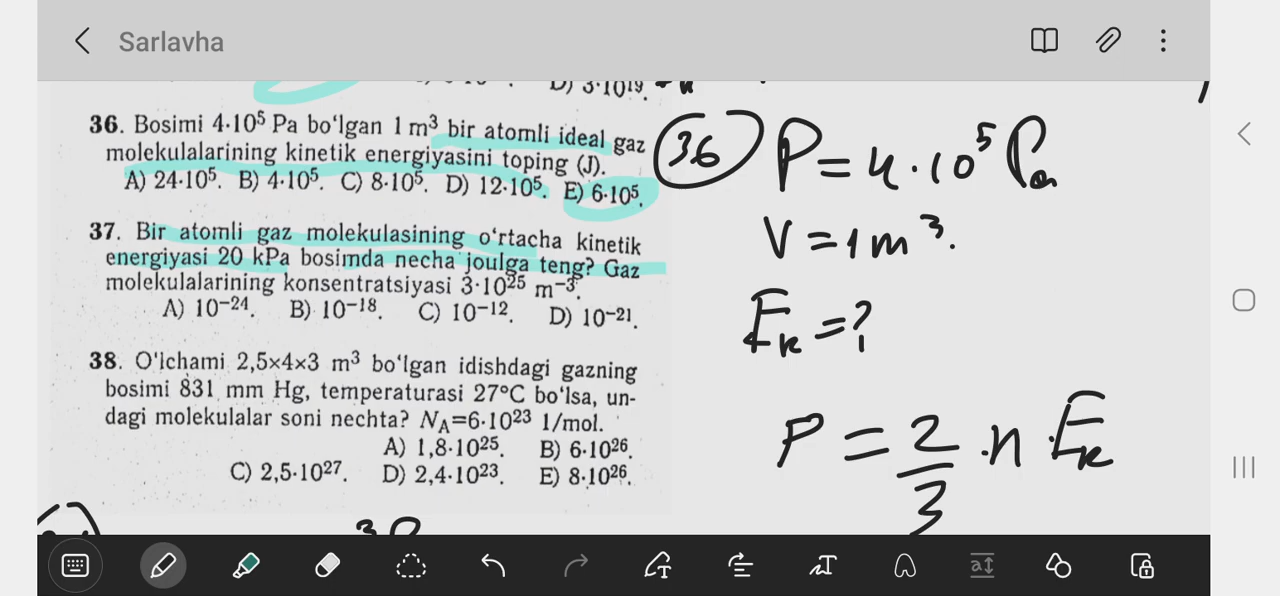 Sarlavha
D) 3·10¹⁹.
36. Bosimi 4·10⁵ Pa bo‘lgan 1 m³ bir atomli ideal gaz
molekulalarining kinetik energiyasini toping (J).
A) 24·10⁵. B) 4·10⁵. C) 8·10⁵. D) 12·10⁵. E) 6·10⁵.
37. Bir atomli gaz molekulasining o‘rtacha kinetik
energiyasi 20 kPa bosimda necha joulga teng? Gaz
molekulalarining konsentratsiyasi 3·10²⁵ m⁻³.
A) 10⁻²⁴. B) 10⁻¹⁸. C) 10⁻¹². D) 10⁻²¹.
38. O'lchami 2,5×4×3 m³ bo‘lgan idishdagi gazning
bosimi 831 mm Hg, temperaturasi 27°C bo‘lsa, un-
dagi molekulalar soni nechta? N_A=6·10²³ 1/mol.
A) 1,8·10²⁵. B) 6·10²⁶.
C) 2,5·10²⁷. D) 2,4·10²³. E) 8·10²⁶.
36 P=4·10⁵ Pa
V=1m³.
Eₖ=?
P=2/3·n·Eₖ